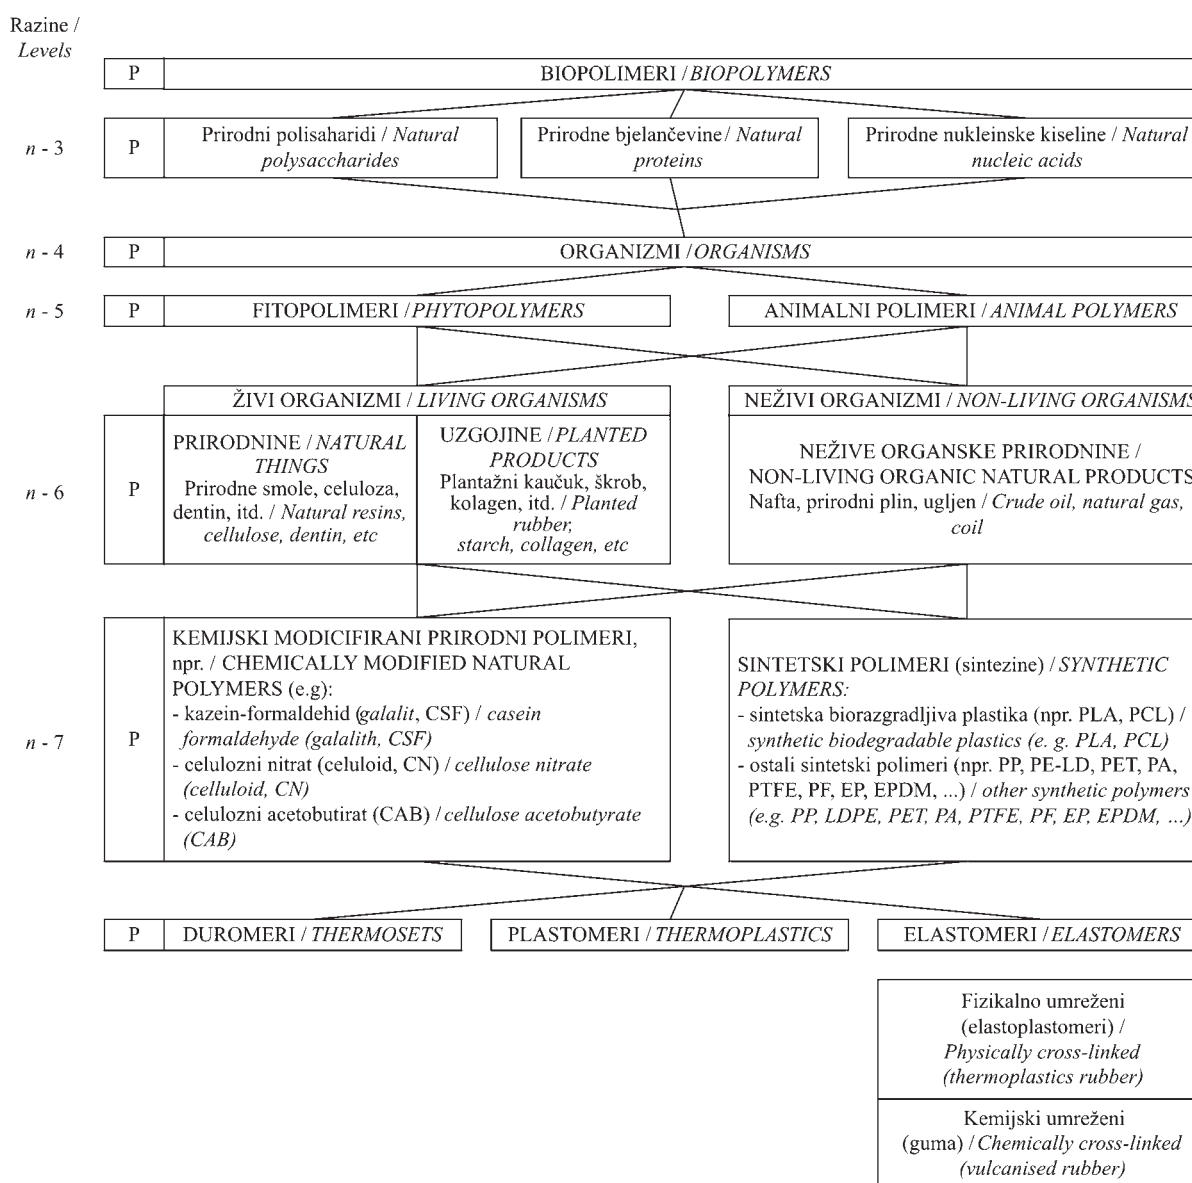 Razine /
Levels
P
BIOPOLIMERI / BIOPOLYMERS
n - 3
P
Prirodni polisaharidi / Natural
polysaccharides
Prirodne bjelančevine / Natural
proteins
Prirodne nukleinske kiseline / Natural
nucleic acids
n - 4
P
ORGANIZMI / ORGANISMS
n - 5
P
FITOPOLIMERI / PHYTOPOLYMERS
ANIMALNI POLIMERI / ANIMAL POLYMERS
ŽIVI ORGANIZMI / LIVING ORGANISMS
NEŽIVI ORGANIZMI / NON-LIVING ORGANISMS
n - 6
P
PRIRODNINE / NATURAL
THINGS
Prirodne smole, celuloza,
dentin, itd. / Natural resins,
cellulose, dentin, etc
UZGOJINE / PLANTED
PRODUCTS
Plantažni kaučuk, škrob,
kolagen, itd. / Planted
rubber,
starch, collagen, etc
NEŽIVE ORGANSKE PRIRODNINE /
NON-LIVING ORGANIC NATURAL PRODUCTS
Nafta, prirodni plin, ugljen / Crude oil, natural gas,
coil
n - 7
P
KEMIJSKI MODICIFIRANI PRIRODNI POLIMERI,
npr. / CHEMICALLY MODIFIED NATURAL
POLYMERS (e.g):
- kazein-formaldehid (galalit, CSF) / casein
formaldehyde (galalith, CSF)
- celulozni nitrat (celuloid, CN) / cellulose nitrate
(celluloid, CN)
- celulozni acetobutirat (CAB) / cellulose acetobutyrate
(CAB)
SINTETSKI POLIMERI (sintezine) / SYNTHETIC
POLYMERS:
- sintetska biorazgradljiva plastika (npr. PLA, PCL) /
synthetic biodegradable plastics (e. g. PLA, PCL)
- ostali sintetski polimeri (npr. PP, PE-LD, PET, PA,
PTFE, PF, EP, EPDM, ...) / other synthetic polymers
(e.g. PP, LDPE, PET, PA, PTFE, PF, EP, EPDM, ...)
P
DUROMERI / THERMOSETS
PLASTOMERI / THERMOPLASTICS
ELASTOMERI / ELASTOMERS
Fizikalno umreženi
(elastoplastomeri) /
Physically cross-linked
(thermoplastics rubber)
Kemijski umreženi
(guma) / Chemically cross-linked
(vulcanised rubber)